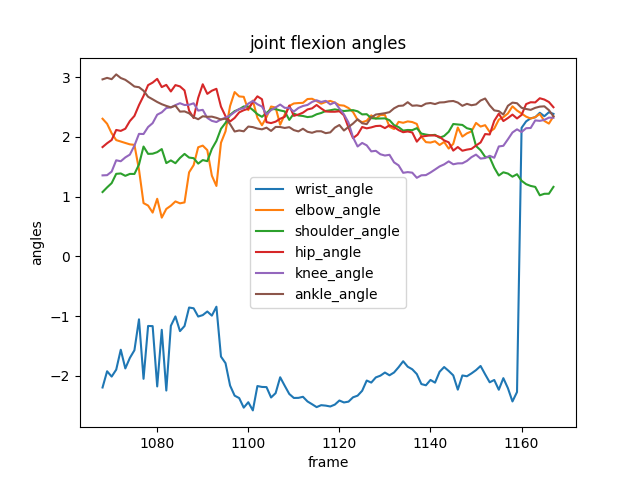 joint flexion angles
angles
3
2
1
0
−1
−2
wrist_angle
elbow_angle
shoulder_angle
hip_angle
knee_angle
ankle_angle
1080
1100
1120
1140
1160
frame